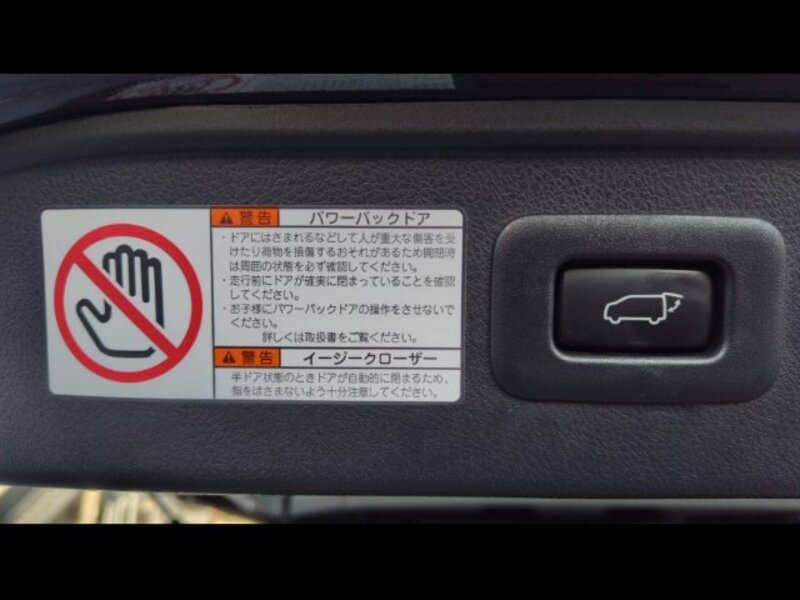 警告 パワーバックドア
・ドアにはさまれるなどして人が重大な傷害を受
けたり荷物を損傷するおそれがあるため開閉時
は周囲の状態を必ず確認してください。
・走行前にドアが確実に閉まっていることを確認
してください。
・お子様にパワーバックドアの操作をさせないで
ください。
詳しくは取扱書をご覧ください。
警告 イージークローザー
半ドア状態のときドアが自動的に閉まるため、
指をはさまないよう十分注意してください。